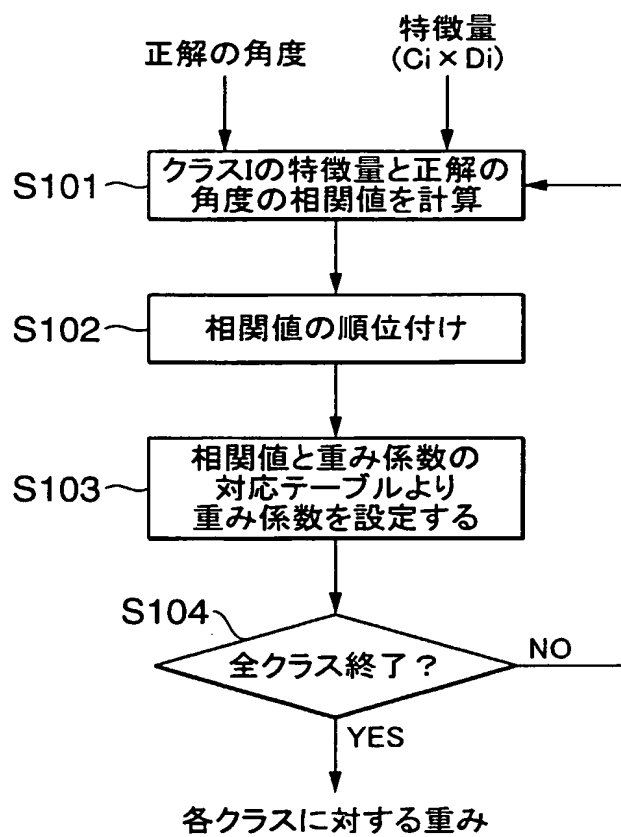 正解の角度
特徴量
(Ci×Di)
S101
クラスIの特徴量と正解の
角度の相関値を計算
S102
相関値の順位付け
S103
相関値と重み係数の
対応テーブルより
重み係数を設定する
S104
全クラス終了？
NO
YES
各クラスに対する重み